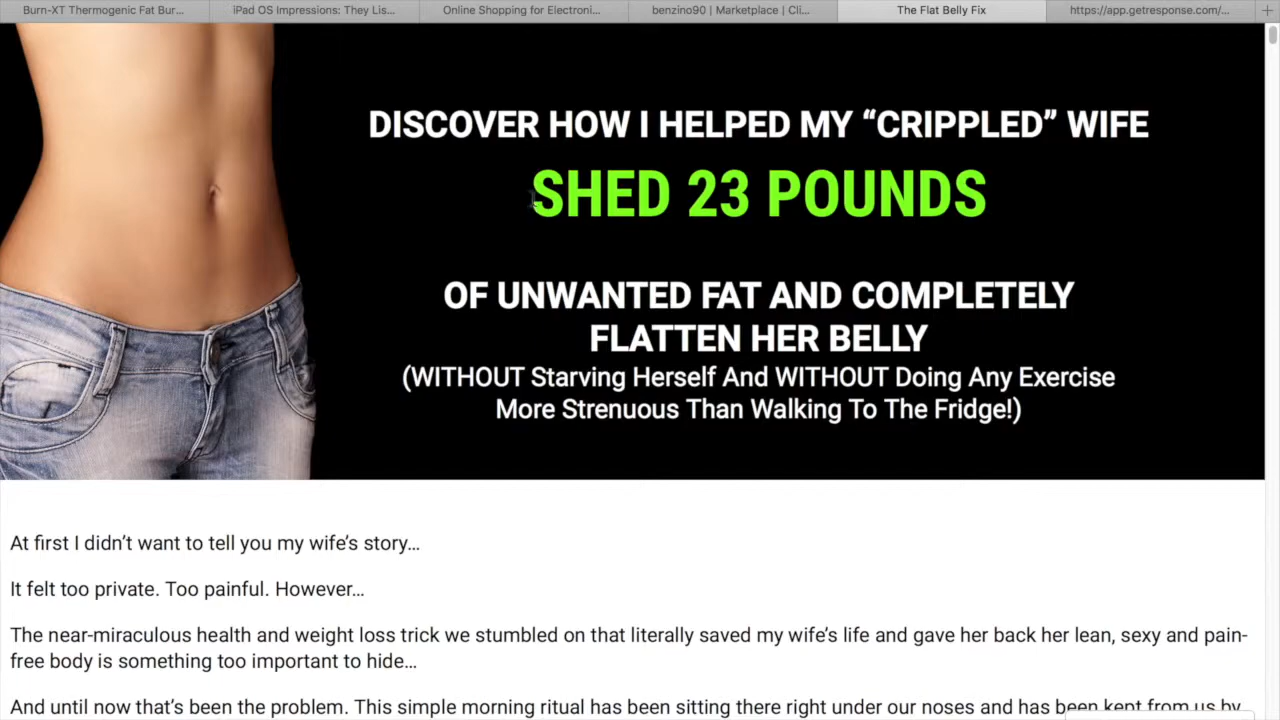 Burn-XT Thermogenic Fat Bur...
iPad OS Impressions: They Lis...
Online Shopping for Electroni...
benzino90 | Marketplace | Cli...
The Flat Belly Fix
https://app.getresponse.com/...
DISCOVER HOW I HELPED MY “CRIPPLED” WIFE
SHED 23 POUNDS
OF UNWANTED FAT AND COMPLETELY
FLATTEN HER BELLY
(WITHOUT Starving Herself And WITHOUT Doing Any Exercise
More Strenuous Than Walking To The Fridge!)
At first I didn’t want to tell you my wife’s story…
It felt too private. Too painful. However…
The near-miraculous health and weight loss trick we stumbled on that literally saved my wife’s life and gave her back her lean, sexy and pain-
free body is something too important to hide…
And until now that’s been the problem. This simple morning ritual has been sitting there right under our noses and has been kept from us by